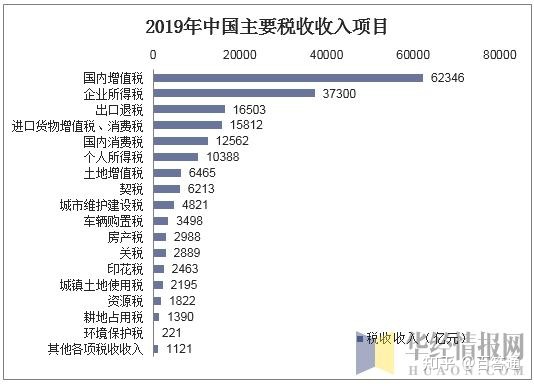 2019年中国主要税收收入项目
0 20000 40000 60000 80000
国内增值税 62346
企业所得税 37300
出口退税 16503
进口货物增值税、消费税 15812
国内消费税 12562
个人所得税 10388
土地增值税 6465
契税 6213
城市维护建设税 4821
车辆购置税 3498
房产税 2988
关税 2889
印花税 2463
城镇土地使用税 2195
资源税 1822
耕地占用税 1390
环境保护税 221
其他各项税收收入 1121
税收收入（亿元）
华经情报网
HUAON.COM
知乎 @百答通